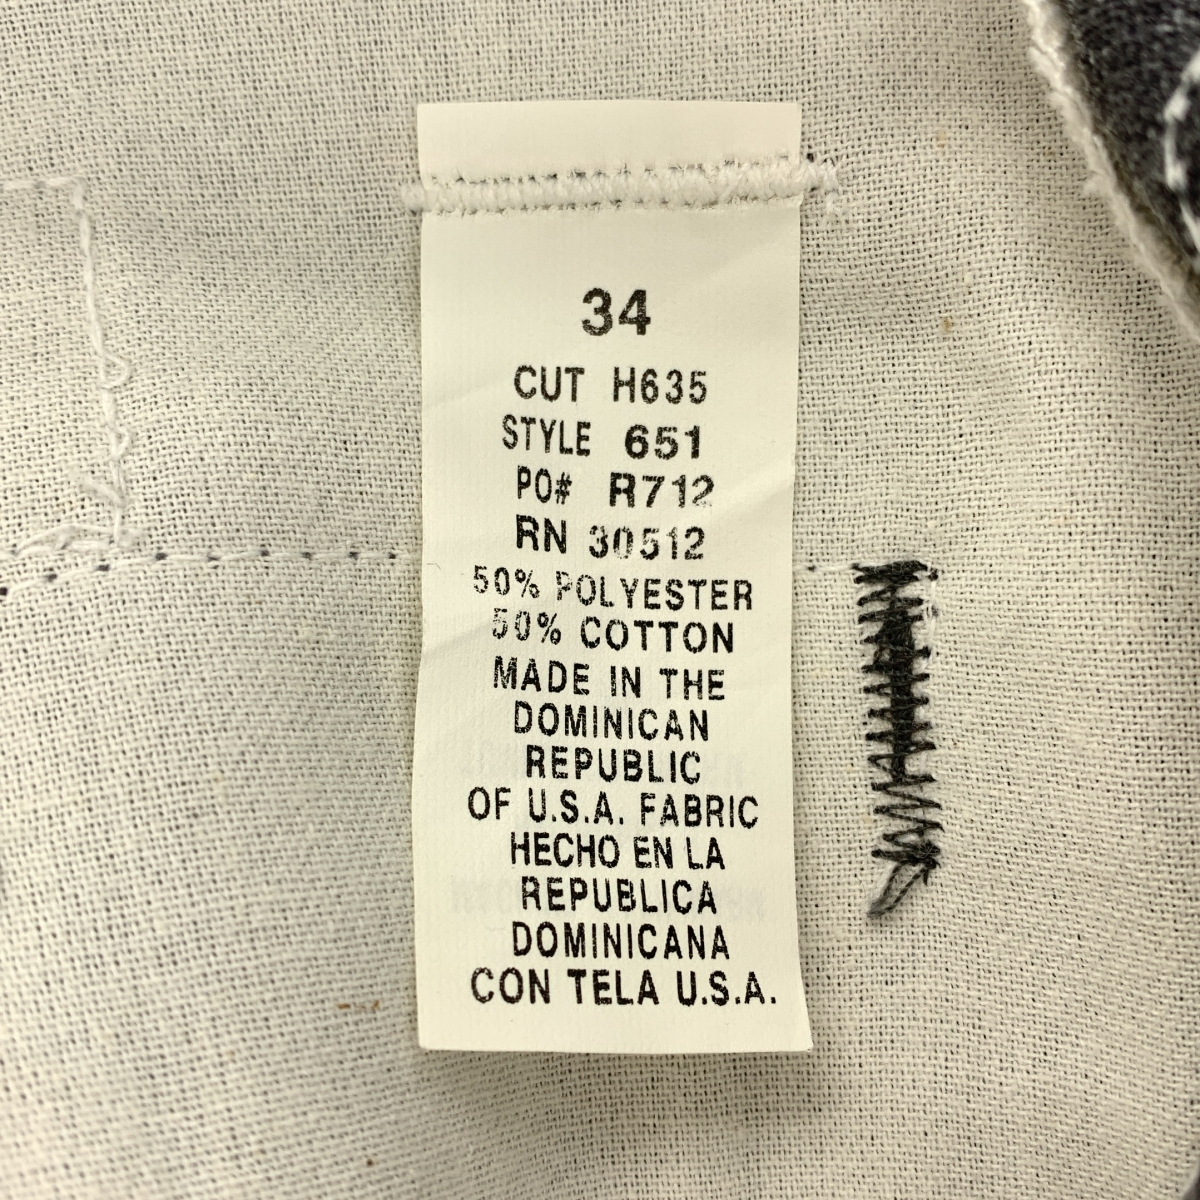 34
CUT H635
STYLE 651
PO# R712
RN 30512
50% POLYESTER
50% COTTON
MADE IN THE
DOMINICAN
REPUBLIC
OF U.S.A. FABRIC
HECHO EN LA
REPUBLICA
DOMINICANA
CON TELA U.S.A.